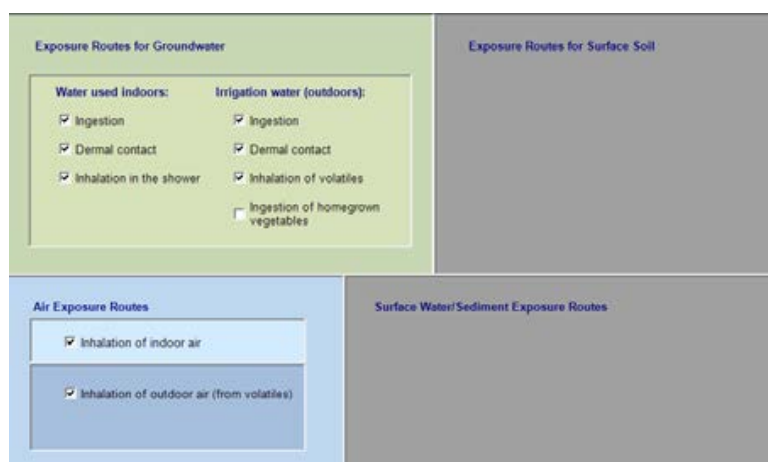 Exposure Routes for Groundwater
Water used indoors:
Ingestion
Dermal contact
Inhalation in the shower
Irrigation water (outdoors):
Ingestion
Dermal contact
Inhalation of volatiles
Ingestion of homegrown
vegetables
Exposure Routes for Surface Soil
Air Exposure Routes
Inhalation of indoor air
Inhalation of outdoor air (from volatiles)
Surface Water/Sediment Exposure Routes